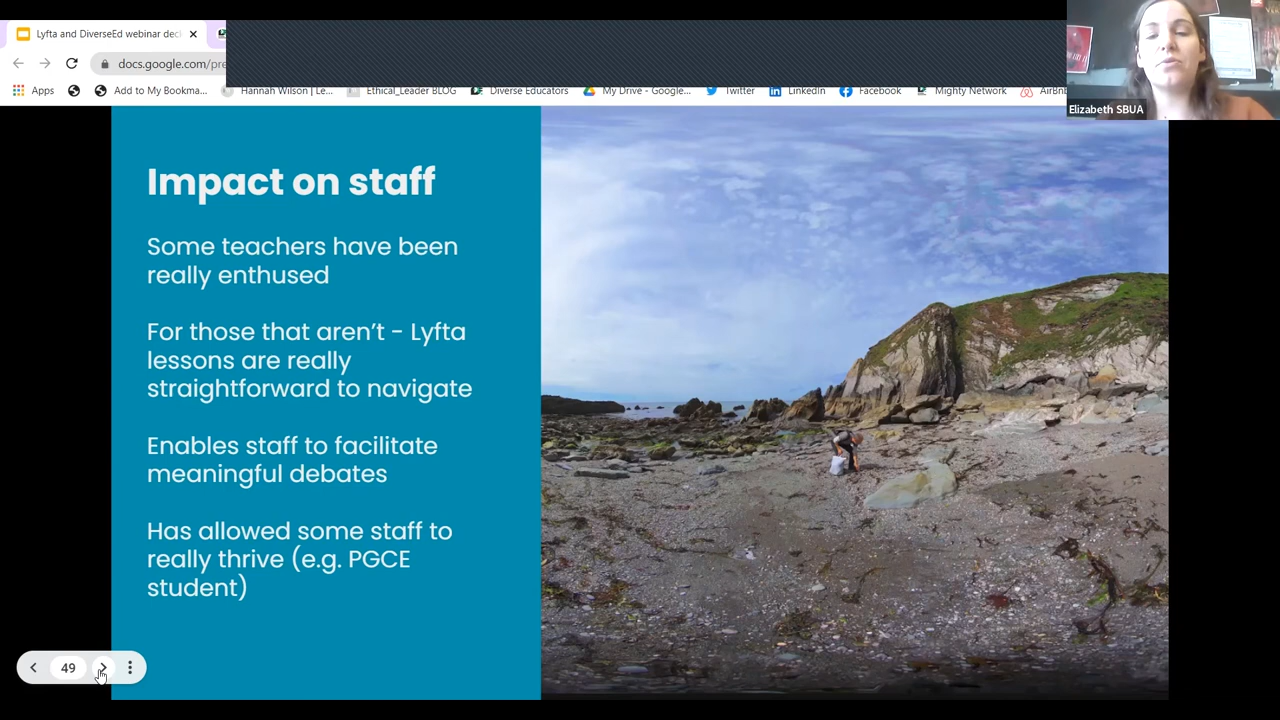 Lyfta and DiverseEd webinar dec
docs.google.com/pre
Apps
Add to My Bookma...
Hannah Wilson | Le...
Ethical_Leader BLOG
Diverse Educators
My Drive - Google...
Twitter
LinkedIn
Facebook
Mighty Network
AirBnb
Elizabeth SBUA
Impact on staff
Some teachers have been
really enthused
For those that aren't - Lyfta
lessons are really
straightforward to navigate
Enables staff to facilitate
meaningful debates
Has allowed some staff to
really thrive (e.g. PGCE
student)
49